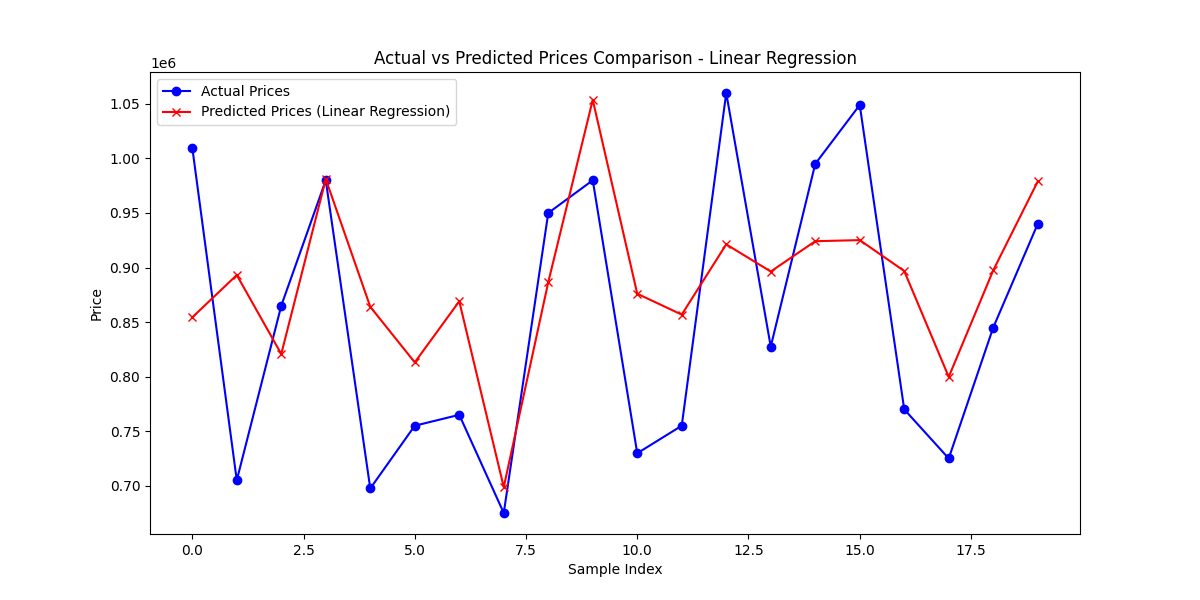 Actual vs Predicted Prices Comparison - Linear Regression
1e6
Actual Prices
Predicted Prices (Linear Regression)
1.05
1.00
0.95
0.90
0.85
0.80
0.75
0.70
Price
0.0 2.5 5.0 7.5 10.0 12.5 15.0 17.5
Sample Index